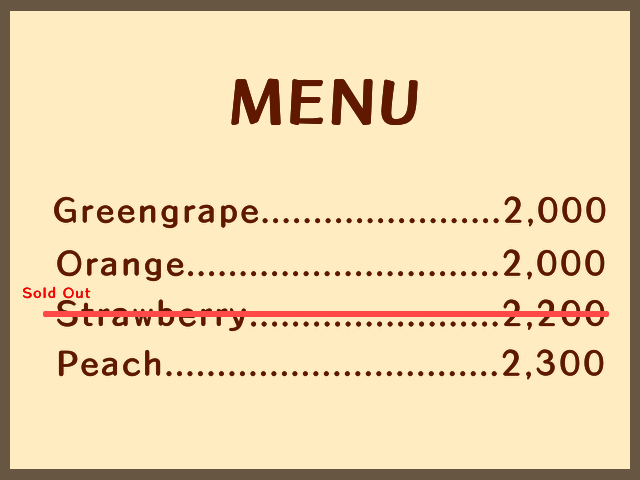 MENU
Greengrape.......................2,000
Orange..............................2,000
Sold Out
Strawberry........................2,200
Peach................................2,300